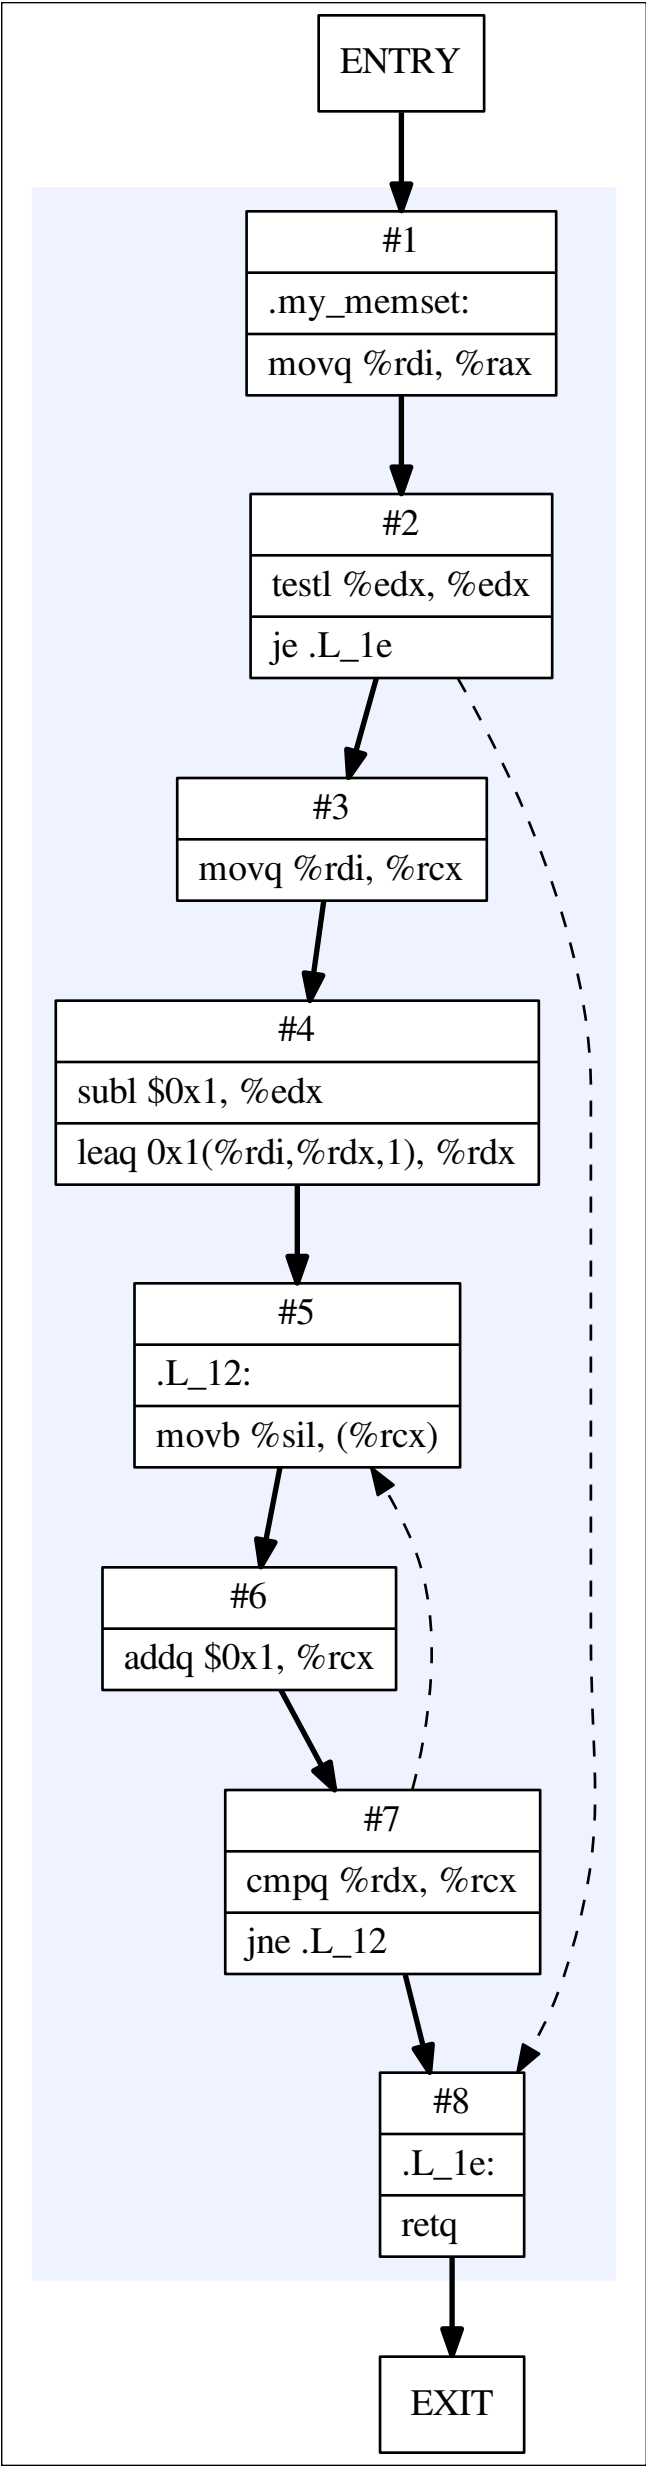 ENTRY
#1
.my_memset:
movq %rdi, %rax
#2
testl %edx, %edx
je .L_1e
#3
movq %rdi, %rcx
#4
subl $0x1, %edx
leaq 0x1(%rdi,%rdx,1), %rdx
#5
.L_12:
movb %sil, (%rcx)
#6
addq $0x1, %rcx
#7
cmpq %rdx, %rcx
jne .L_12
#8
.L_1e:
retq
EXIT